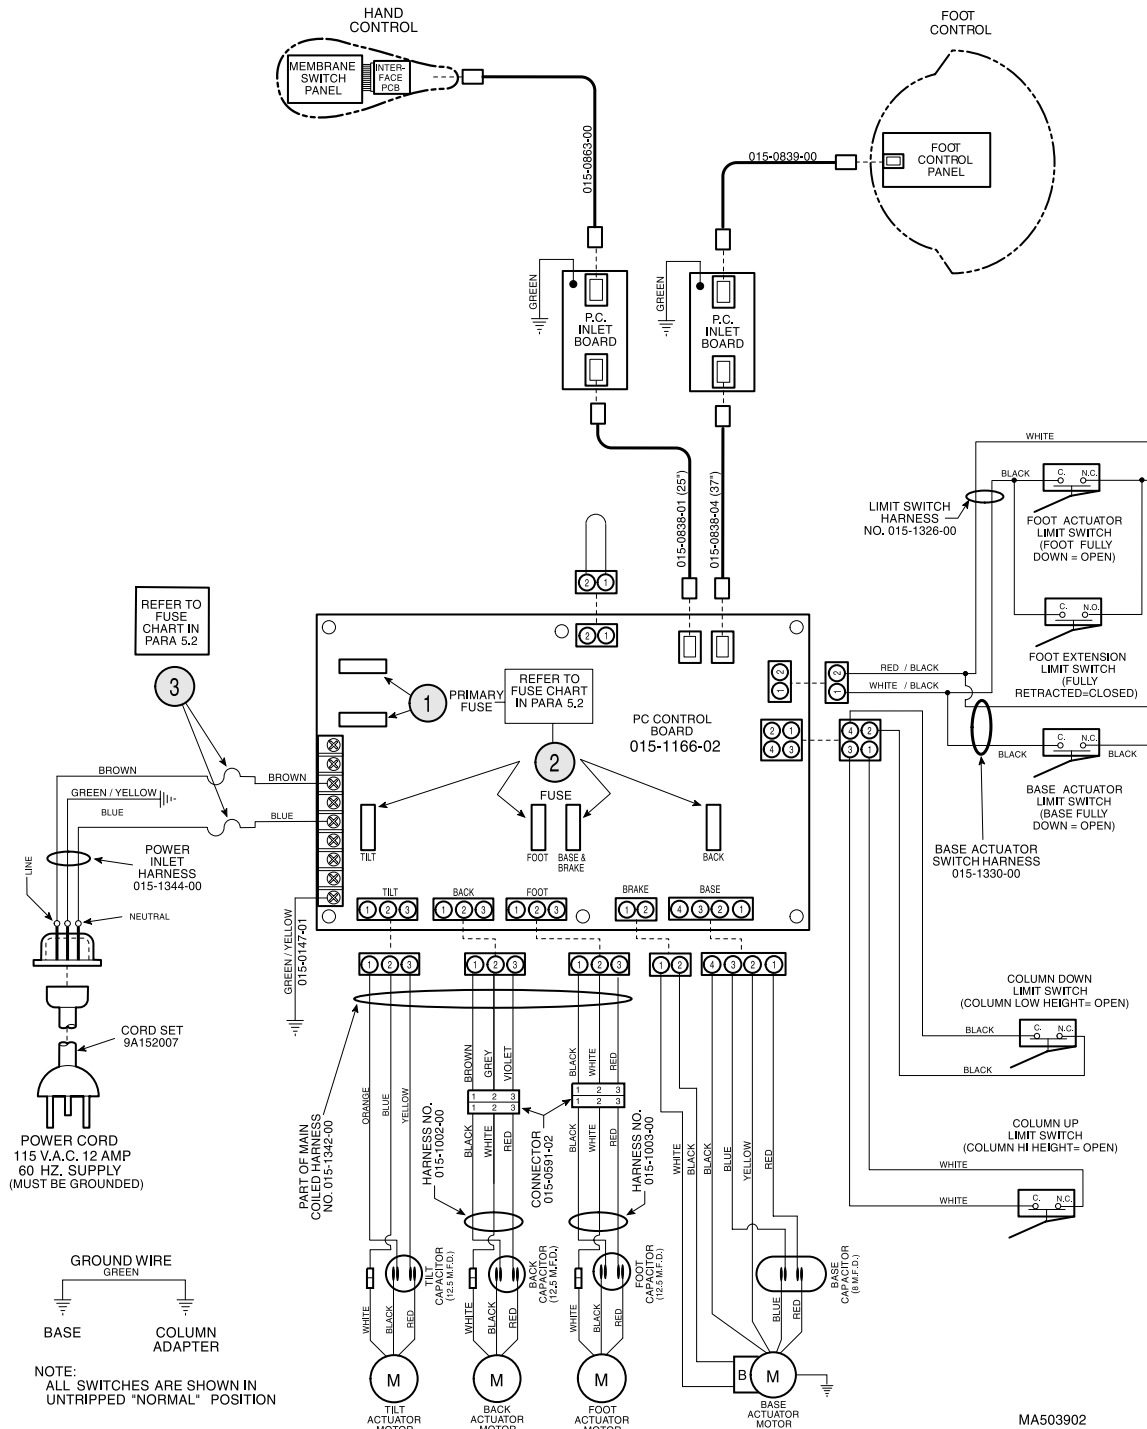 HAND
CONTROL
MEMBRANE
SWITCH
PANEL
INTER-
FACE
PCB
015-0863-00
FOOT
CONTROL
FOOT
CONTROL
PANEL
015-0839-00
GREEN
P.C.
INLET
BOARD
GREEN
P.C.
INLET
BOARD
015-0838-01 (25")
015-0838-04 (37")
WHITE
BLACK
C. N.C.
LIMIT SWITCH
HARNESS
NO. 015-1326-00
FOOT ACTUATOR
LIMIT SWITCH
(FOOT FULLY
DOWN = OPEN)
C. N.O.
FOOT EXTENSION
LIMIT SWITCH
(FULLY
RETRACTED=CLOSED)
RED / BLACK
WHITE / BLACK
BLACK
C. N.C.
BLACK
BASE ACTUATOR
LIMIT SWITCH
(BASE FULLY
DOWN = OPEN)
BASE ACTUATOR
SWITCH HARNESS
015-1330-00
2 1
2 1
2
1
2
1
2 1
4 3
4 2
3 1
REFER TO
FUSE
CHART IN
PARA 5.2
3
1
PRIMARY
FUSE
REFER TO
FUSE CHART
IN PARA 5.2
2
FUSE
PC CONTROL
BOARD
015-1166-02
TILT
FOOT
BASE &
BRAKE
BACK
BROWN
BROWN
GREEN / YELLOW
BLUE
BLUE
POWER
INLET
HARNESS
015-1344-00
LINE
NEUTRAL
GREEN / YELLOW
015-0147-01
TILT
1 2 3
BACK
1 2 3
FOOT
1 2 3
BRAKE
1 2
BASE
4 3 2 1
1 2 3
1 2 3
1 2 3
1 2
4 3 2 1
CORD SET
9A152007
POWER CORD
115 V.A.C. 12 AMP
60 HZ. SUPPLY
(MUST BE GROUNDED)
PART OF MAIN
COILED HARNESS
NO. 015-1342-00
ORANGE
BLUE
YELLOW
BROWN
GREY
VIOLET
1 2 3
1 2 3
BLACK
WHITE
RED
HARNESS NO.
015-1002-00
CONNECTOR
015-0591-02
BLACK
WHITE
RED
1 2 3
1 2 3
BLACK
WHITE
RED
HARNESS NO.
015-1003-00
WHITE
BLACK
BLACK
BLUE
YELLOW
RED
COLUMN DOWN
LIMIT SWITCH
(COLUMN LOW HEIGHT= OPEN)
BLACK
C. N.C.
BLACK
COLUMN UP
LIMIT SWITCH
(COLUMN HI HEIGHT= OPEN)
WHITE
WHITE
C. N.C.
TILT
CAPACITOR
(12.5 M.F.D.)
BACK
CAPACITOR
(12.5 M.F.D.)
FOOT
CAPACITOR
(12.5 M.F.D.)
BASE
CAPACITOR
(8 M.F.D.)
WHITE
BLACK
RED
WHITE
BLACK
RED
WHITE
BLACK
RED
BLUE
RED
M
M
M
B
M
TILT
ACTUATOR
MOTOR
BACK
ACTUATOR
MOTOR
FOOT
ACTUATOR
MOTOR
BASE
ACTUATOR
MOTOR
GROUND WIRE
GREEN
BASE
COLUMN
ADAPTER
NOTE:
ALL SWITCHES ARE SHOWN IN
UNTRIPPED "NORMAL" POSITION
MA503902